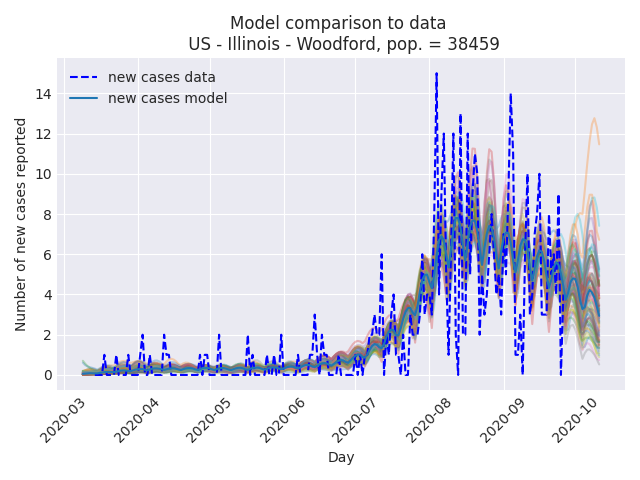 Model comparison to data
US - Illinois - Woodford, pop. = 38459
new cases data
new cases model
Number of new cases reported
14
12
10
8
6
4
2
0
2020-03
2020-04
2020-05
2020-06
2020-07
2020-08
2020-09
2020-10
Day